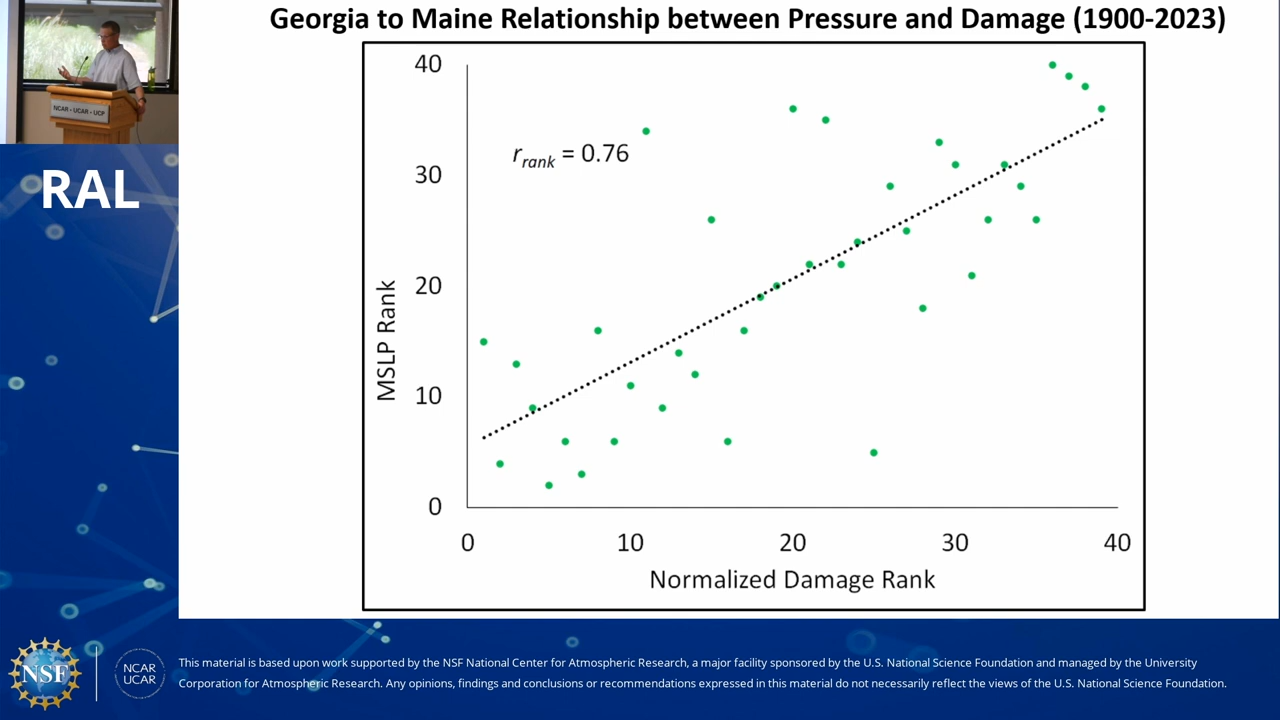 Georgia to Maine Relationship between Pressure and Damage (1900-2023)
NCAR • UCAR • UCP
RAL
40
30
20
10
0
MSLP Rank
r_rank = 0.76
0 10 20 30 40
Normalized Damage Rank
NSF
NCAR
UCAR
This material is based upon work supported by the NSF National Center for Atmospheric Research, a major facility sponsored by the U.S. National Science Foundation and managed by the University
Corporation for Atmospheric Research. Any opinions, findings and conclusions or recommendations expressed in this material do not necessarily reflect the views of the U.S. National Science Foundation.